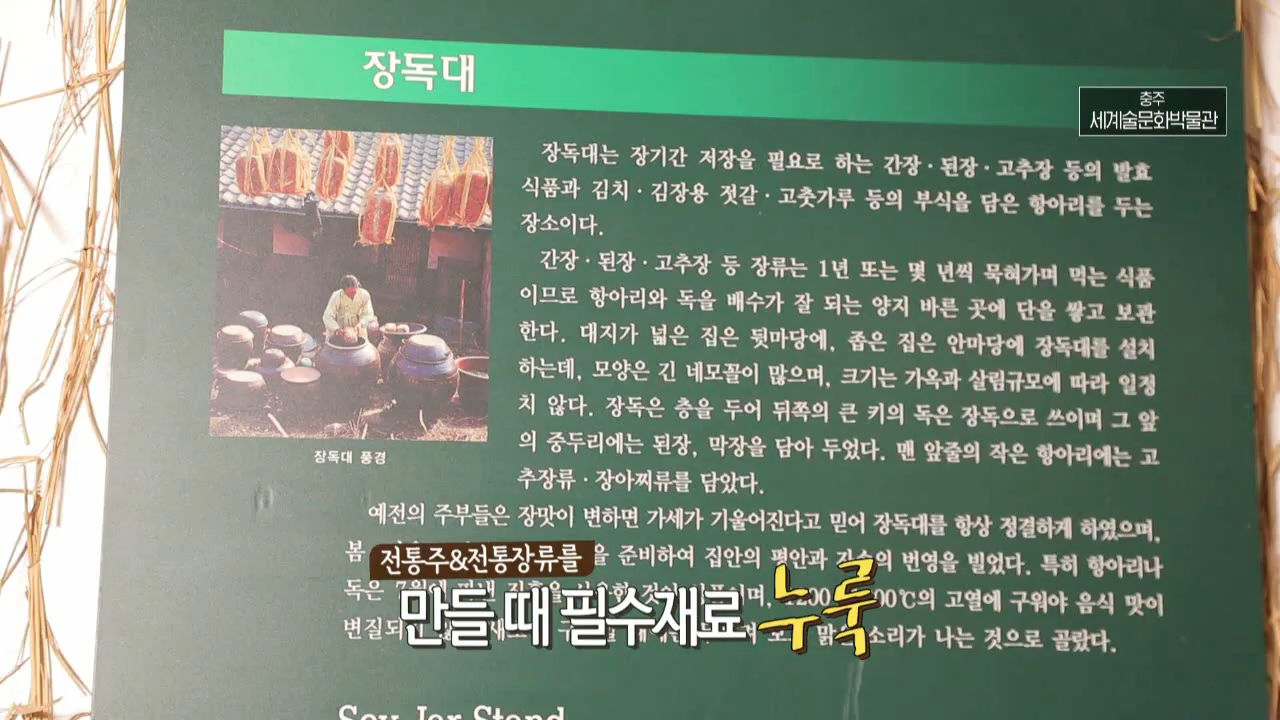 장독대
충주
세계술문화박물관
장독대는 장기간 저장을 필요로 하는 간장·된장·고추장 등의 발효
식품과 김치·김장용 젓갈·고춧가루 등의 부식을 담은 항아리를 두는
장소이다.
간장·된장·고추장 등 장류는 1년 또는 몇 년씩 묵혀가며 먹는 식품
이므로 항아리와 독을 배수가 잘 되는 양지 바른 곳에 단을 쌓고 보관
한다. 대지가 넓은 집은 뒷마당에, 좁은 집은 안마당에 장독대를 설치
하는데, 모양은 긴 네모꼴이 많으며, 크기는 가옥과 살림규모에 따라 일정
치 않다. 장독은 층을 두어 뒤쪽의 큰 키의 독은 장독으로 쓰이며 그 앞
의 중두리에는 된장, 막장을 담아 두었다. 맨 앞줄의 작은 항아리에는 고
추장류·장아찌류를 담았다.
장독대 풍경
예전의 주부들은 장맛이 변하면 가세가 기울어진다고 믿어 장독대를 항상 정결하게 하였으며,
봄 준비하여 집안의 평안과 번영을 빌었다. 특히 항아리나
독은 고열에 구워야 음식 맛이
변질되 소리가 나는 것으로 골랐다.
전통주&전통장류를
만들 때 필수재료 누룩
Soy Jar Stand